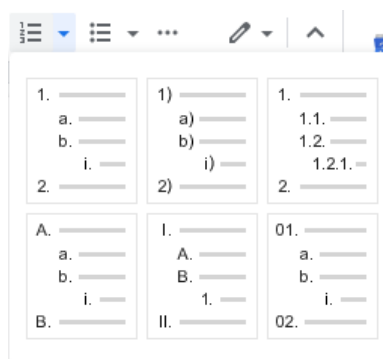 1.
a.
b.
i.
2.
1)
a)
b)
i)
2)
1.
1.1.
1.2.
1.2.1.
2.
A.
a.
b.
i.
B.
I.
A.
B.
1.
II.
01.
a.
b.
i.
02.